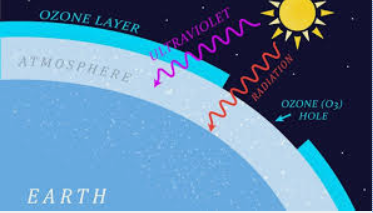 OZONE LAYER
ULTRAVIOLET
ATMOSPHERE
RADIATION
OZONE (O3)
HOLE
EARTH